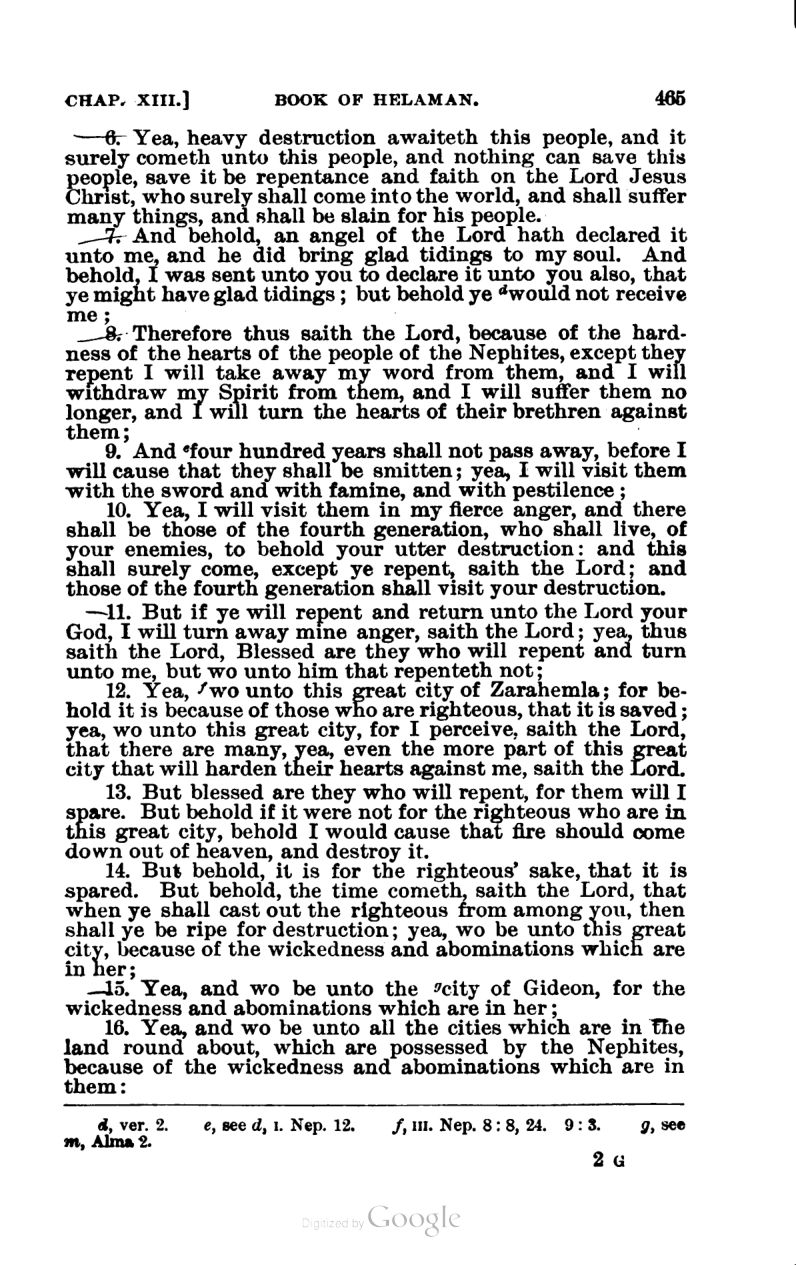 CHAP. XIII.] BOOK OF HELAMAN. 465
6. Yea, heavy destruction awaiteth this people, and it
surely cometh unto this people, and nothing can save this
people, save it be repentance and faith on the Lord Jesus
Christ, who surely shall come into the world, and shall suffer
many things, and shall be slain for his people.
7. And behold, an angel of the Lord hath declared it
unto me, and he did bring glad tidings to my soul. And
behold, I was sent unto you to declare it unto you also, that
ye might have glad tidings; but behold ye dwould not receive
me;
8. Therefore thus saith the Lord, because of the hard-
ness of the hearts of the people of the Nephites, except they
repent I will take away my word from them, and I will
withdraw my Spirit from them, and I will suffer them no
longer, and I will turn the hearts of their brethren against
them;
9. And efour hundred years shall not pass away, before I
will cause that they shall be smitten; yea, I will visit them
with the sword and with famine, and with pestilence;
10. Yea, I will visit them in my fierce anger, and there
shall be those of the fourth generation, who shall live, of
your enemies, to behold your utter destruction: and this
shall surely come, except ye repent, saith the Lord; and
those of the fourth generation shall visit your destruction.
11. But if ye will repent and return unto the Lord your
God, I will turn away mine anger, saith the Lord; yea, thus
saith the Lord, Blessed are they who will repent and turn
unto me, but wo unto him that repenteth not;
12. Yea, fwo unto this great city of Zarahemla; for be-
hold it is because of those who are righteous, that it is saved;
yea, wo unto this great city, for I perceive, saith the Lord,
that there are many, yea, even the more part of this great
city that will harden their hearts against me, saith the Lord.
13. But blessed are they who will repent, for them will I
spare. But behold if it were not for the righteous who are in
this great city, behold I would cause that fire should come
down out of heaven, and destroy it.
14. But behold, it is for the righteous' sake, that it is
spared. But behold, the time cometh, saith the Lord, that
when ye shall cast out the righteous from among you, then
shall ye be ripe for destruction; yea, wo be unto this great
city, because of the wickedness and abominations which are
in her;
15. Yea, and wo be unto the gcity of Gideon, for the
wickedness and abominations which are in her;
16. Yea, and wo be unto all the cities which are in the
land round about, which are possessed by the Nephites,
because of the wickedness and abominations which are in
them:
d, ver. 2. e, see d, I. Nep. 12. f, III. Nep. 8:8, 24. 9:3. g, see
m, Alma 2.
2 G
Digitized by Google